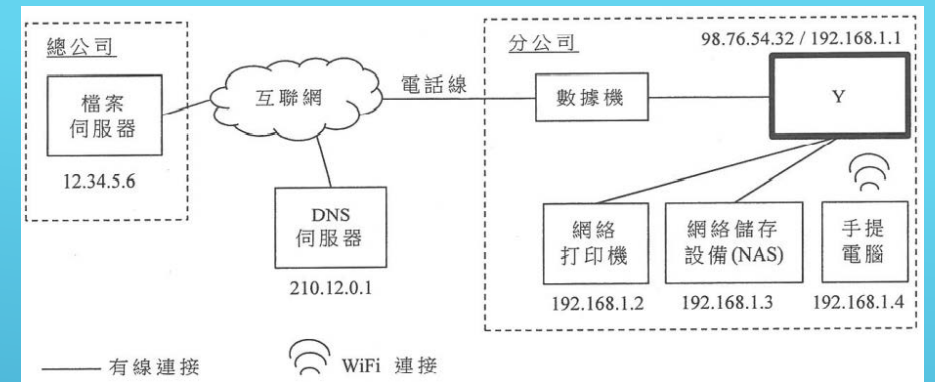 總公司
檔案
伺服器
12.34.5.6
互聯網
DNS
伺服器
210.12.0.1
電話線
分公司
98.76.54.32 / 192.168.1.1
數據機
Y
網絡
打印機
192.168.1.2
網絡儲存
設備(NAS)
192.168.1.3
手提
電腦
192.168.1.4
有線連接
WiFi 連接